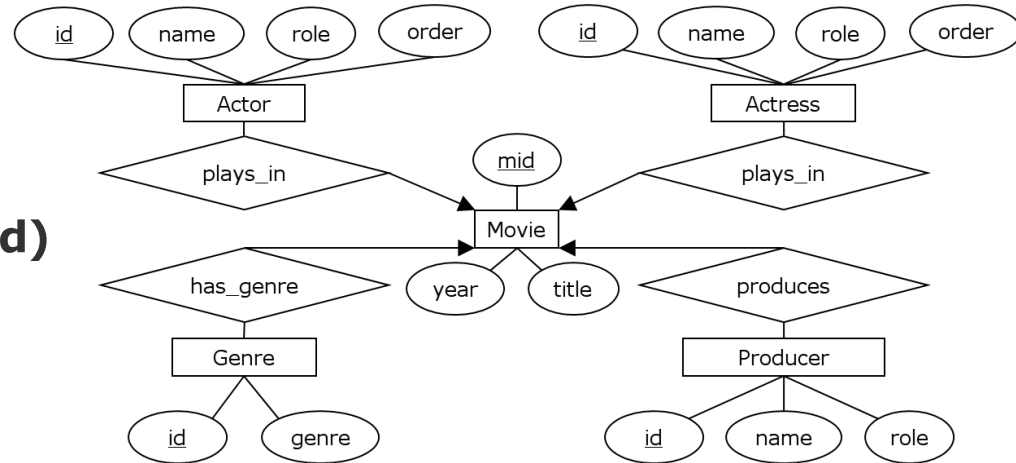 id name role order id name role order
Actor Actress
mid
plays_in plays_in
Movie
d)
has_genre year title produces
Genre Producer
id genre id name role